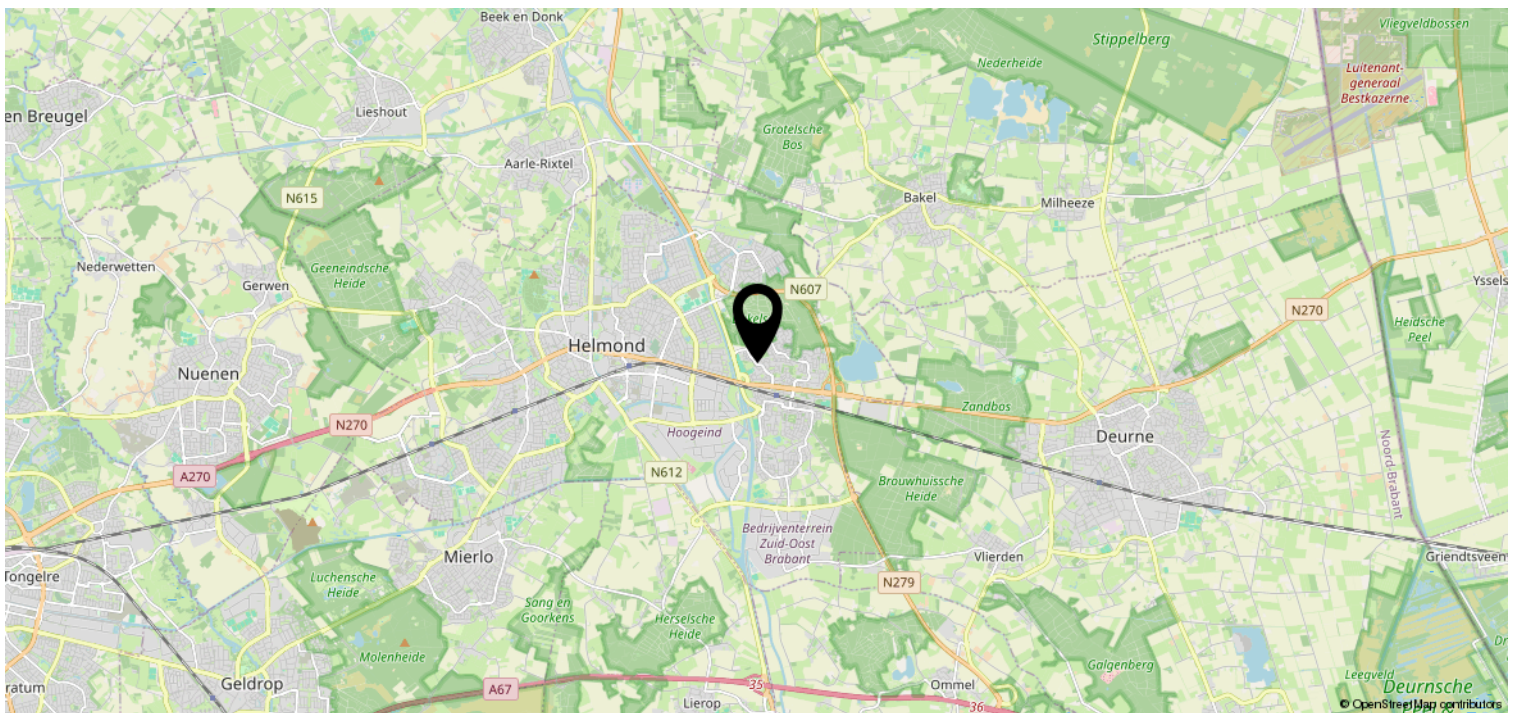 Beek en Donk
Vliegveldbossen
Stippelberg
Nederheide
Luitenant-
generaal
Bestkazerne
en Breugel
Lieshout
Grotelsche
Bos
Aarle-Rixtel
N615
Bakel
Milheeze
Nederwetten
Geeneindsche
Heide
Gerwen
N607
Yssels
N270
Heidsche
Peel
Helmond
Nuenen
Zandbos
N270
Hoogeind
Deurne
A270
N612
Noord-Brabant
Brouwhuissche
Heide
Bedrijventerrein
Zuid-Oost
Brabant
Mierlo
Vlierden
Griendtsveen
Tongelre
Luchensche
Heide
N279
Sang en
Goorkens
Herselsche
Heide
Molenheide
Galgenberg
Leegveld
Geldrop
A67
35
Ommel
Deurnsche
ratum
Lierop
36
© OpenStreetMap contributors